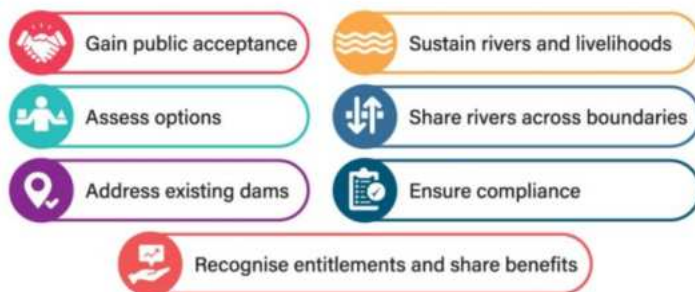 Gain public acceptance
Sustain rivers and livelihoods
Assess options
Share rivers across boundaries
Address existing dams
Ensure compliance
Recognise entitlements and share benefits